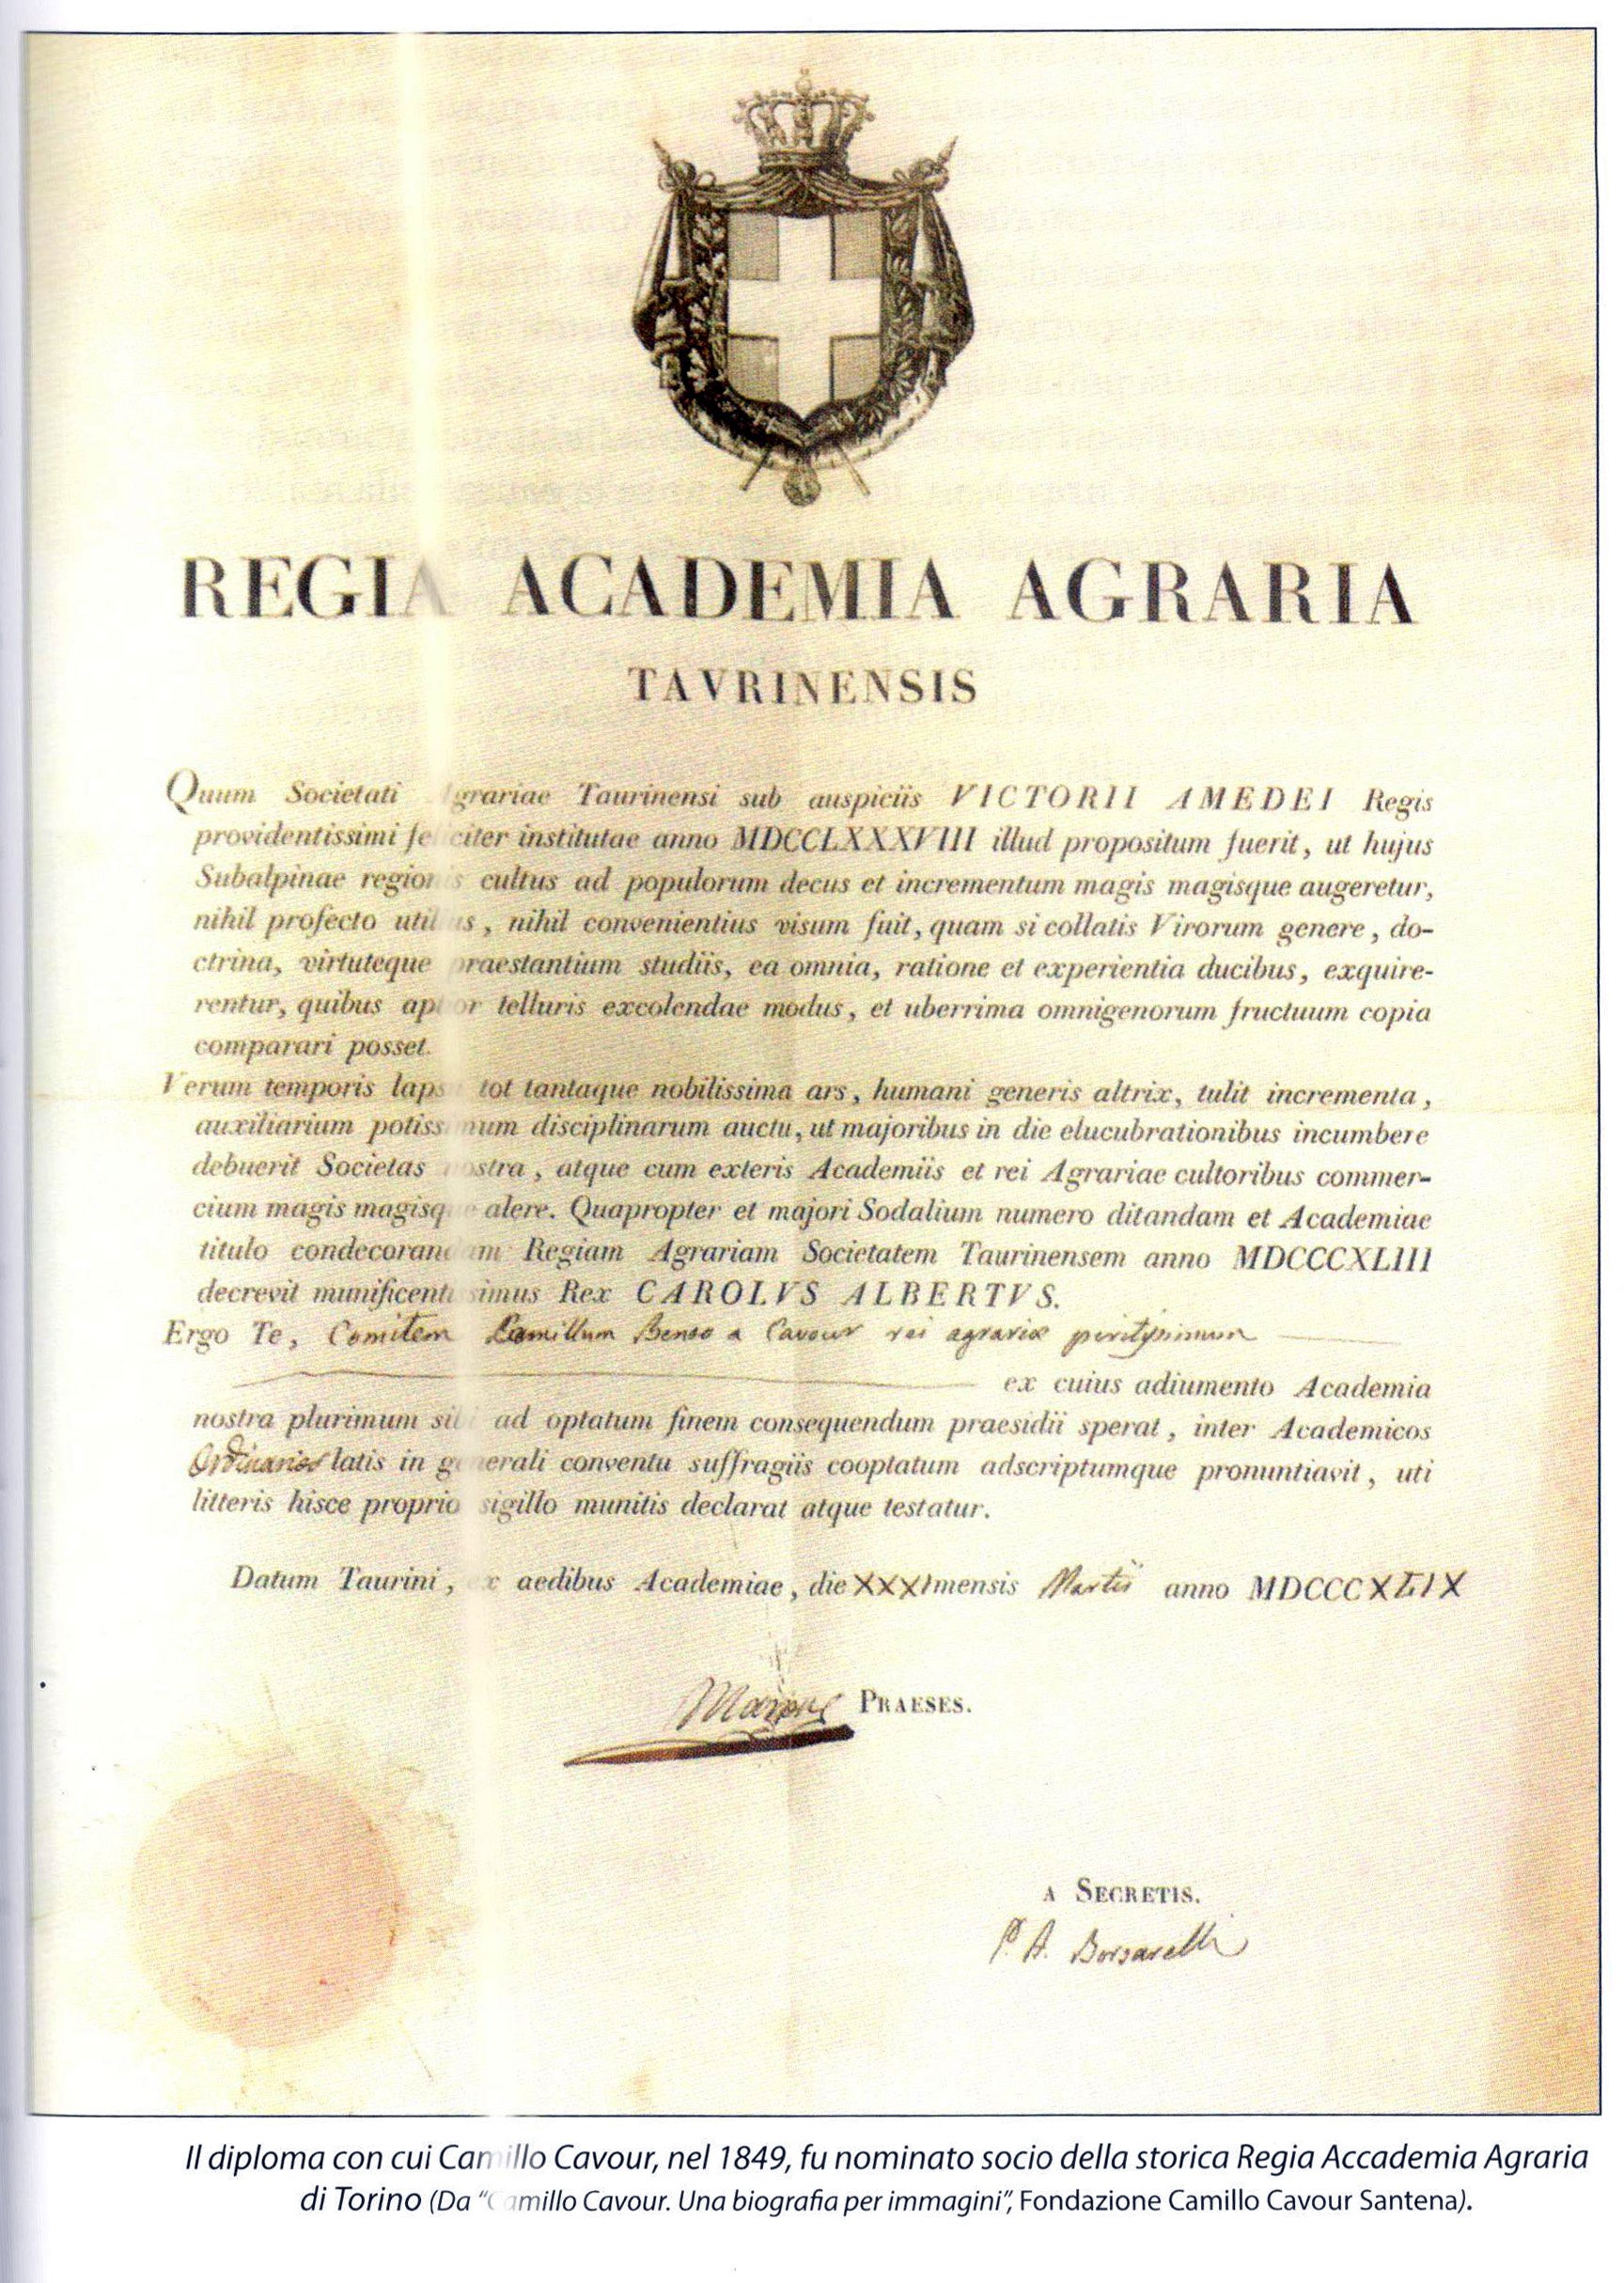 REGIA ACADEMIA AGRARIA
TAVRINENSIS
Quum Societati Agrariae Taurinensi sub auspiciis VICTORII AMEDEI Regis
providentissimi feliciter institutae anno MDCCLXXXVIII illud propositum fuerit, ut hujus
Subalpinae regionis cultus ad populorum decus et incrementum magis magisque augeretur,
nihil profecto utilius, nihil convenientius visum fuit, quam si collatis Virorum genere, do-
ctrina, virtuteque praestantium studiis, ea omnia, ratione et experientia ducibus, exquire-
rentur, quibus aptior telluris excolendae modus, et uberrima omnigenorum fructuum copia
comparari posset.
Verum temporis lapsu tot tantaque nobilissima ars, humani generis altrix, tulit incrementa,
auxiliarium potissimum disciplinarum auctu, ut majoribus in die elucubrationibus incumbere
debuerit Societas nostra, atque cum exteris Academiis et rei Agrariae cultoribus commer-
cium magis magisque alere. Quapropter et majori Sodalium numero ditandam et Academiae
titulo condecorandam Regiam Agrariam Societatem Taurinensem anno MDCCCXLIII
decrevit munificentissimus Rex CAROLVS ALBERTVS.
Ergo Te, Comitem Camillum Benso a Cavour rei agrariæ peritissimum
ex cuius adiumento Academia
nostra plurimum sibi ad optatum finem consequendum praesidii sperat, inter Academicos
Ordinarios latis in generali conventu suffragiis cooptatum adscriptumque pronuntiavit, uti
litteris hisce proprio sigillo munitis declarat atque testatur.
Datum Taurini, ex aedibus Academiae, die XXXI mensis Martii anno MDCCCXLIX
PRAESES.
A SECRETIS.
P. A. Borsarelli
Il diploma con cui Camillo Cavour, nel 1849, fu nominato socio della storica Regia Accademia Agraria
di Torino (Da "Camillo Cavour. Una biografia per immagini", Fondazione Camillo Cavour Santena).